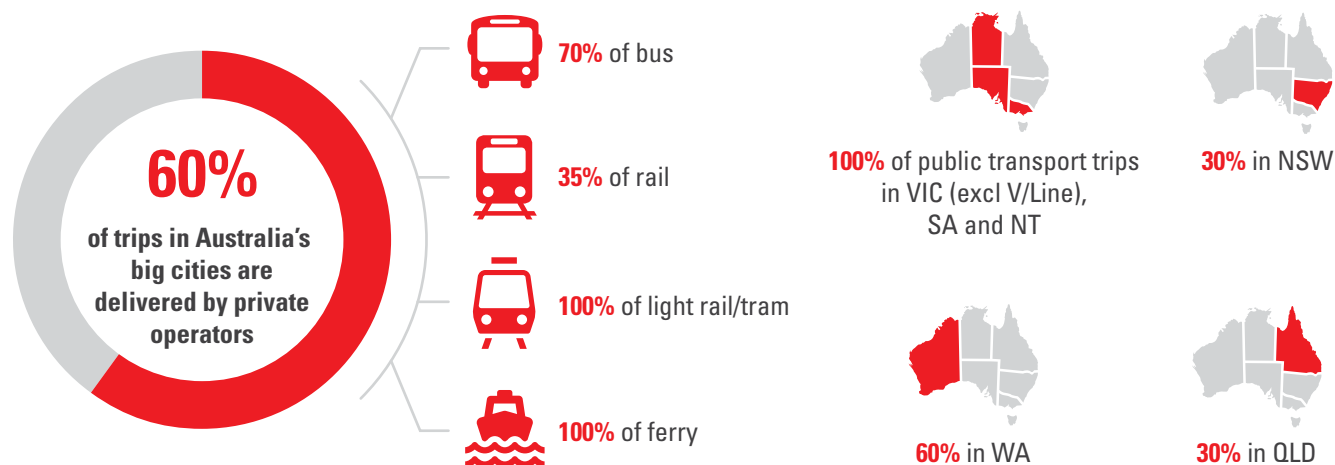 60%
of trips in Australia's
big cities are
delivered by private
operators
70% of bus
35% of rail
100% of light rail/tram
100% of ferry
100% of public transport trips
in VIC (excl V/Line),
SA and NT
30% in NSW
60% in WA
30% in QLD